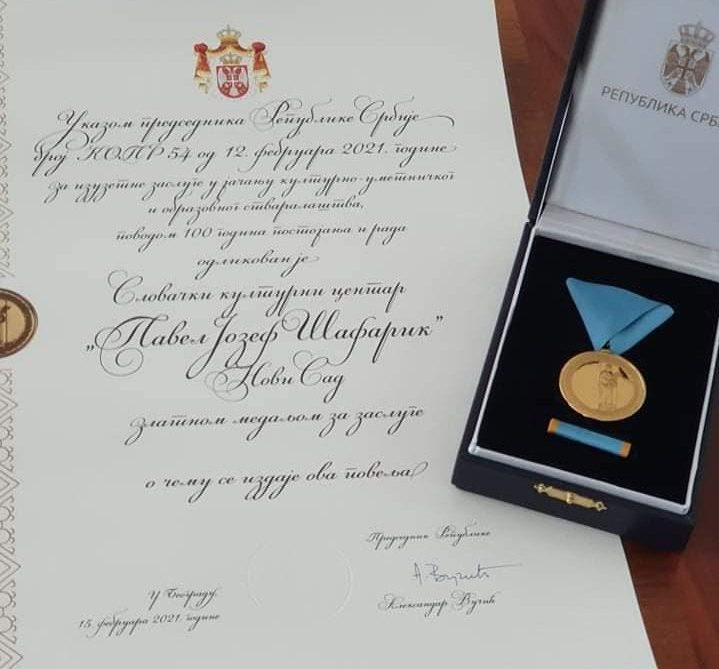 Указом председника Републике Србије
број КОПР 54 од 12. фебруара 2021. године
за изузетне заслуге у јачању културно-уметничког
и образовног стваралаштва,
поводом 100 година постојања и рада
одликован је
Словачки културни центар
„Павел Јозеф Шафарик”
Нови Сад
златном медаљом за заслуге
о чему се издаје ова повеља
Председник Републике
А. Вучић
Александар Вучић
У Београду,
15. фебруара 2021. године
РЕПУБЛИКА СРБ